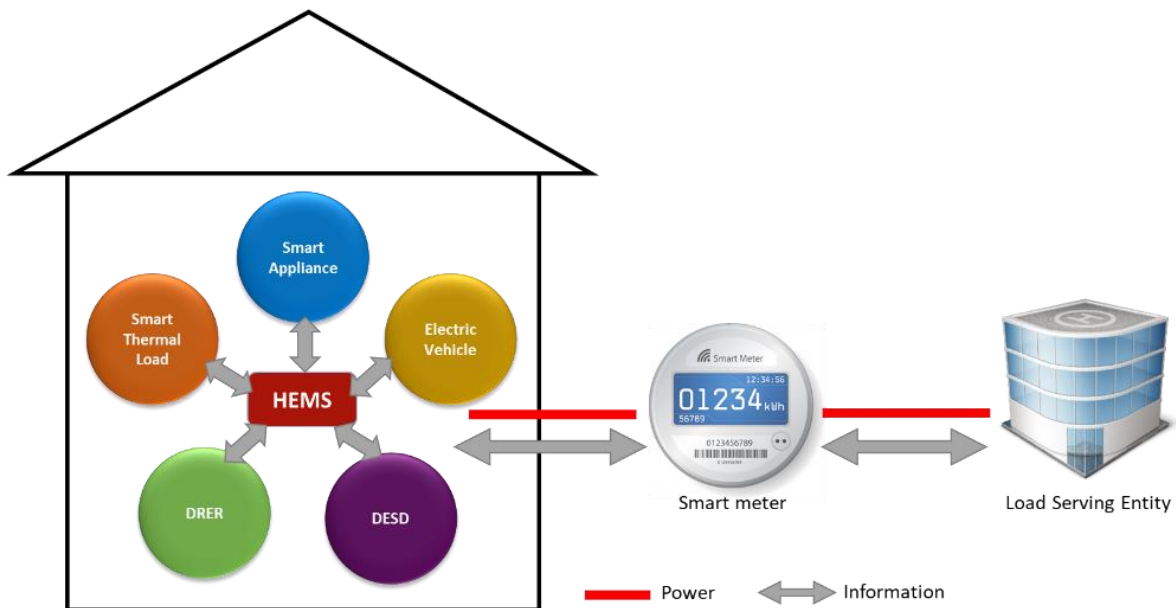 Smart
Appliance
Smart
Thermal
Load
Electric
Vehicle
HEMS
DRER
DESD
Smart Meter
12:34:56
01234 kWh
56789
0123456789
Smart meter
Load Serving Entity
Power
Information